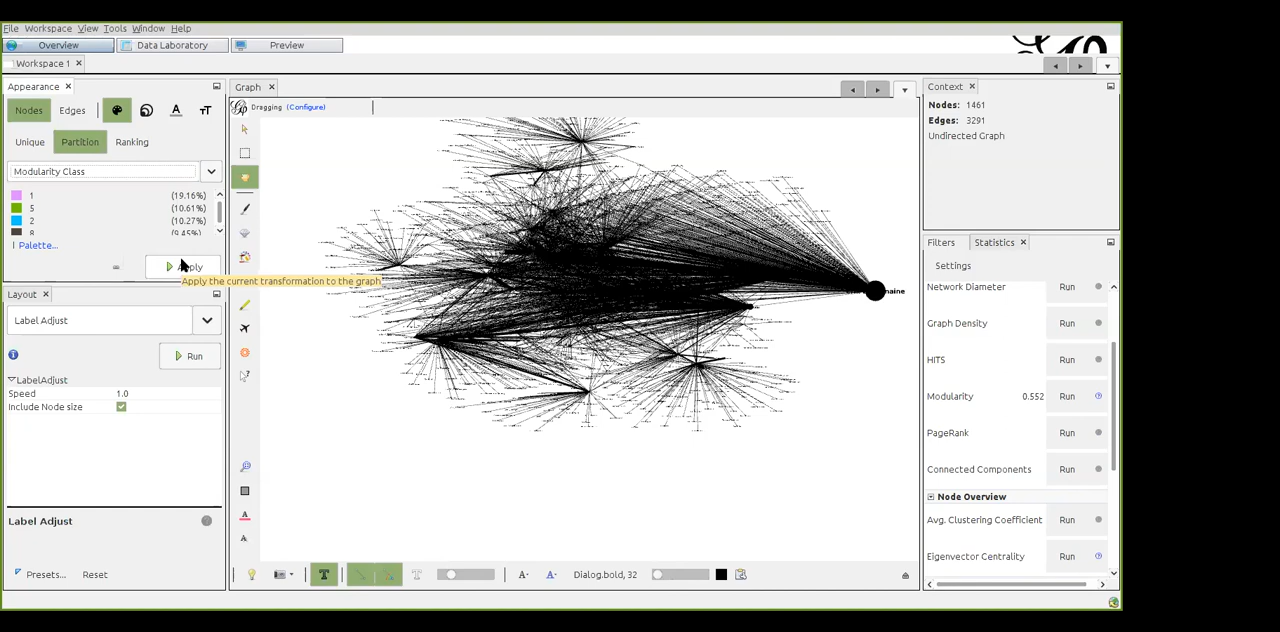 File Workspace View Tools Window Help
Overview Data Laboratory Preview
Workspace 1
Appearance
Nodes Edges
Unique Partition Ranking
Modularity Class
1 (19.16%)
5 (10.61%)
2 (10.27%)
8 (9.45%)
Palette...
Apply
Apply the current transformation to the graph
Layout
Label Adjust
Run
LabelAdjust
Speed 1.0
Include Node size
Label Adjust
Presets... Reset
Graph
Dragging (Configure)
Dialog.bold, 32
Context
Nodes: 1461
Edges: 3291
Undirected Graph
Filters Statistics
Settings
Network Diameter Run
Graph Density Run
HITS Run
Modularity 0.552 Run
PageRank Run
Connected Components Run
Node Overview
Avg. Clustering Coefficient Run
Eigenvector Centrality Run